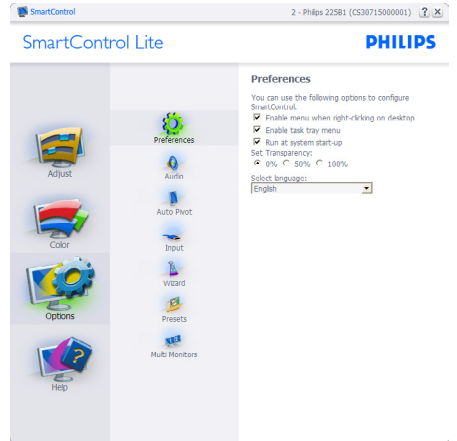 SmartControl
2 - Philips 225B1 (CS30715000001) ? X
SmartControl Lite
PHILIPS
Adjust
Color
Options
Help
Preferences
Audio
Auto Pivot
Input
Wizard
Presets
Multi Monitors
Preferences
You can use the following options to configure
SmartControl.
Enable menu when right-clicking on desktop
Enable task tray menu
Run at system start-up
Set Transparency:
0% 50% 100%
Select language:
English